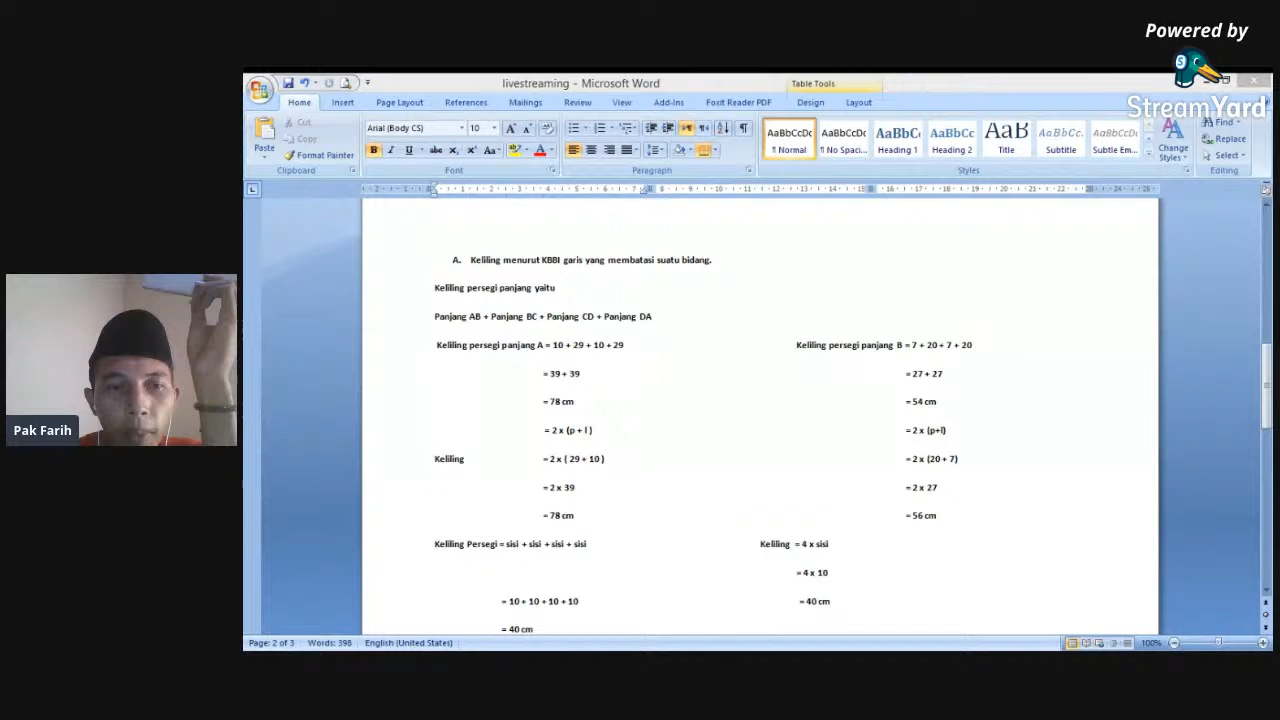 Powered by
StreamYard
livestreaming - Microsoft Word
Table Tools
Home Insert Page Layout References Mailings Review View Add-Ins Foxit Reader PDF Design Layout
Paste
Cut
Copy
Format Painter
Clipboard
Arial (Body CS) 10
Font
Paragraph
AaBbCcDc AaBbCcDc AaBbC AaBbCc AaB AaBbCc. AaBbCcDc
¶ Normal ¶ No Spaci... Heading 1 Heading 2 Title Subtitle Subtle Em...
Change Styles
Styles
Find
Replace
Select
Editing
A. Keliling menurut KBBI garis yang membatasi suatu bidang.
Keliling persegi panjang yaitu
Panjang AB + Panjang BC + Panjang CD + Panjang DA
Keliling persegi panjang A = 10 + 29 + 10 + 29 Keliling persegi panjang B = 7 + 20 + 7 + 20
= 39 + 39 = 27 + 27
= 78 cm = 54 cm
= 2 x (p + l ) = 2 x (p+l)
Keliling = 2 x ( 29 + 10 ) = 2 x (20 + 7)
= 2 x 39 = 2 x 27
= 78 cm = 56 cm
Keliling Persegi = sisi + sisi + sisi + sisi Keliling = 4 x sisi
= 4 x 10
= 10 + 10 + 10 + 10 = 40 cm
= 40 cm
Page: 2 of 3 Words: 398 English (United States) 100%
Pak Farih